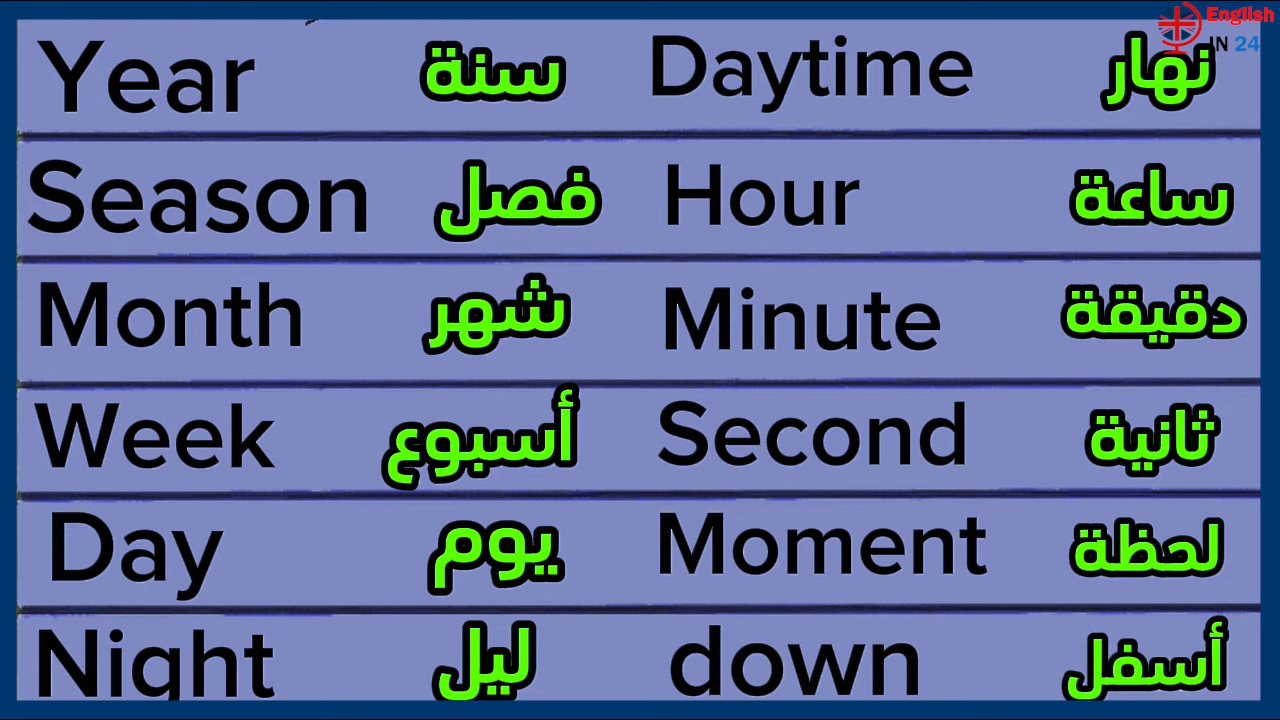 English
IN 24
Year سنة Daytime نهار
Season فصل Hour ساعة
Month شهر Minute دقيقة
Week أسبوع Second ثانية
Day يوم Moment لحظة
Night ليل down أسفل